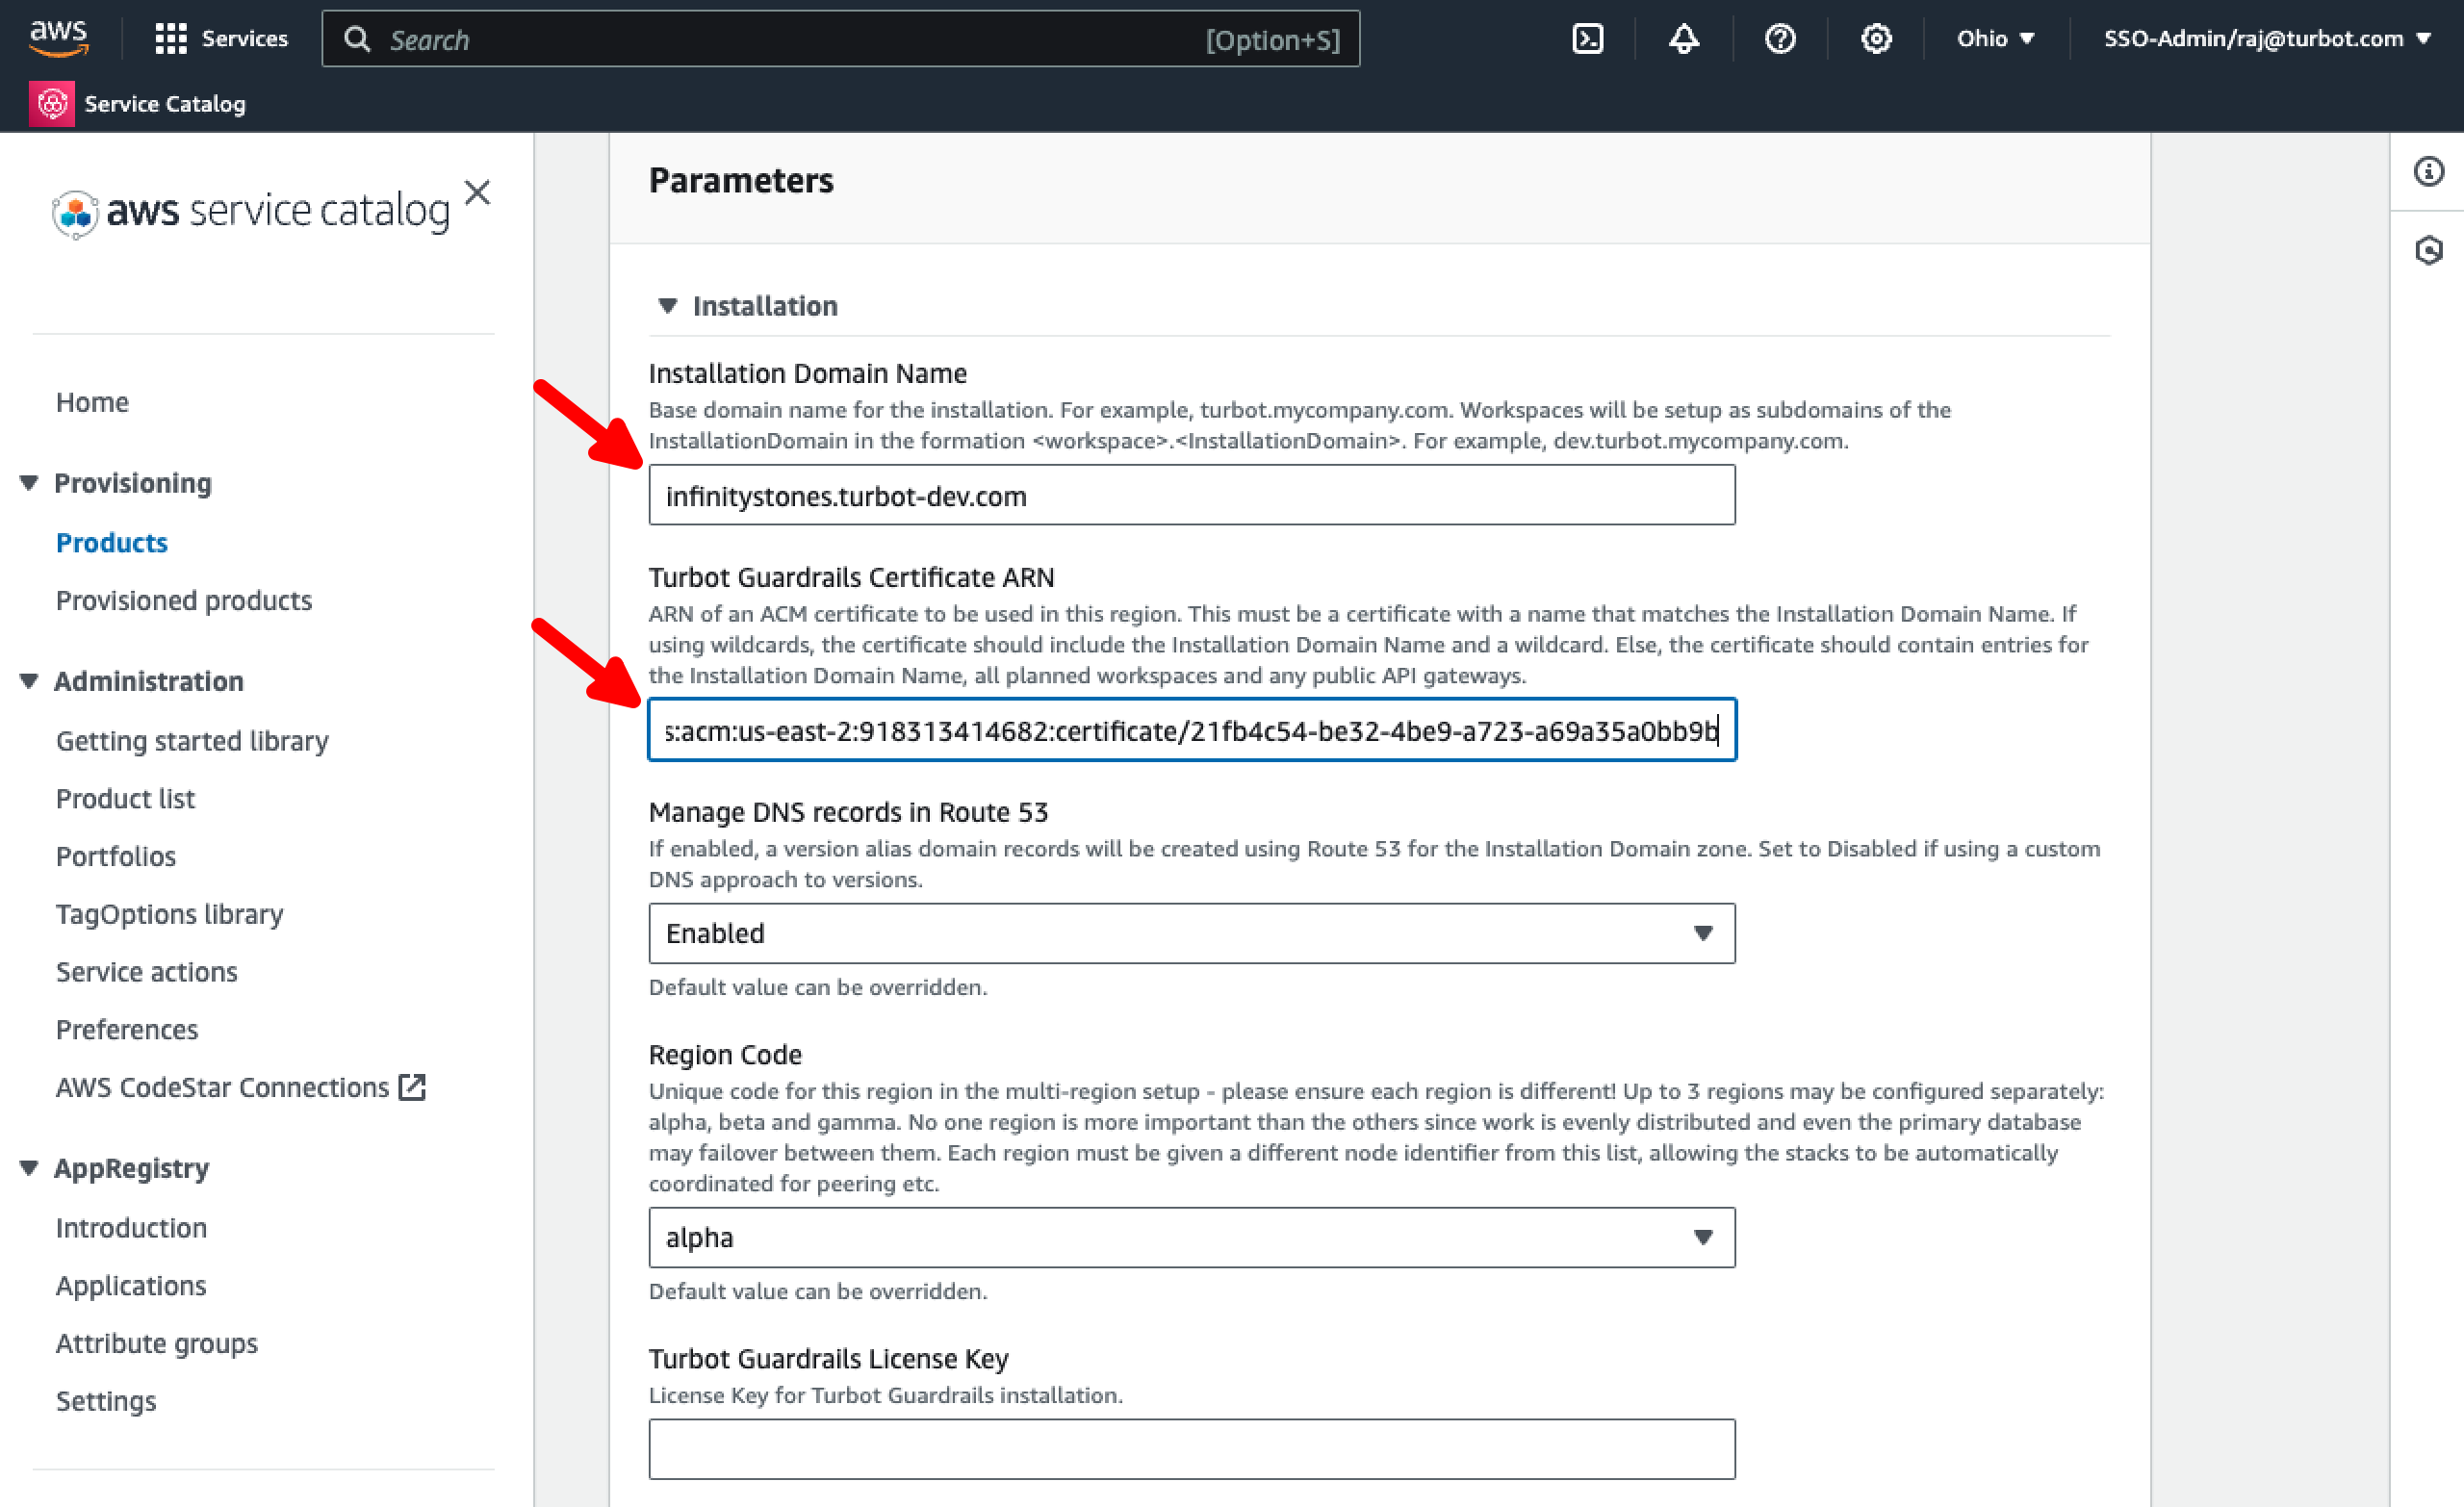 aws
Services
Search
[Option+S]
Ohio
SSO-Admin/raj@turbot.com
Service Catalog
aws service catalog
Home
Provisioning
Products
Provisioned products
Administration
Getting started library
Product list
Portfolios
TagOptions library
Service actions
Preferences
AWS CodeStar Connections
AppRegistry
Introduction
Applications
Attribute groups
Settings
Parameters
Installation
Installation Domain Name
Base domain name for the installation. For example, turbot.mycompany.com. Workspaces will be setup as subdomains of the
InstallationDomain in the formation <workspace>.<InstallationDomain>. For example, dev.turbot.mycompany.com.
infinitystones.turbot-dev.com
Turbot Guardrails Certificate ARN
ARN of an ACM certificate to be used in this region. This must be a certificate with a name that matches the Installation Domain Name. If
using wildcards, the certificate should include the Installation Domain Name and a wildcard. Else, the certificate should contain entries for
the Installation Domain Name, all planned workspaces and any public API gateways.
s:acm:us-east-2:918313414682:certificate/21fb4c54-be32-4be9-a723-a69a35a0bb9b
Manage DNS records in Route 53
If enabled, a version alias domain records will be created using Route 53 for the Installation Domain zone. Set to Disabled if using a custom
DNS approach to versions.
Enabled
Default value can be overridden.
Region Code
Unique code for this region in the multi-region setup - please ensure each region is different! Up to 3 regions may be configured separately:
alpha, beta and gamma. No one region is more important than the others since work is evenly distributed and even the primary database
may failover between them. Each region must be given a different node identifier from this list, allowing the stacks to be automatically
coordinated for peering etc.
alpha
Default value can be overridden.
Turbot Guardrails License Key
License Key for Turbot Guardrails installation.